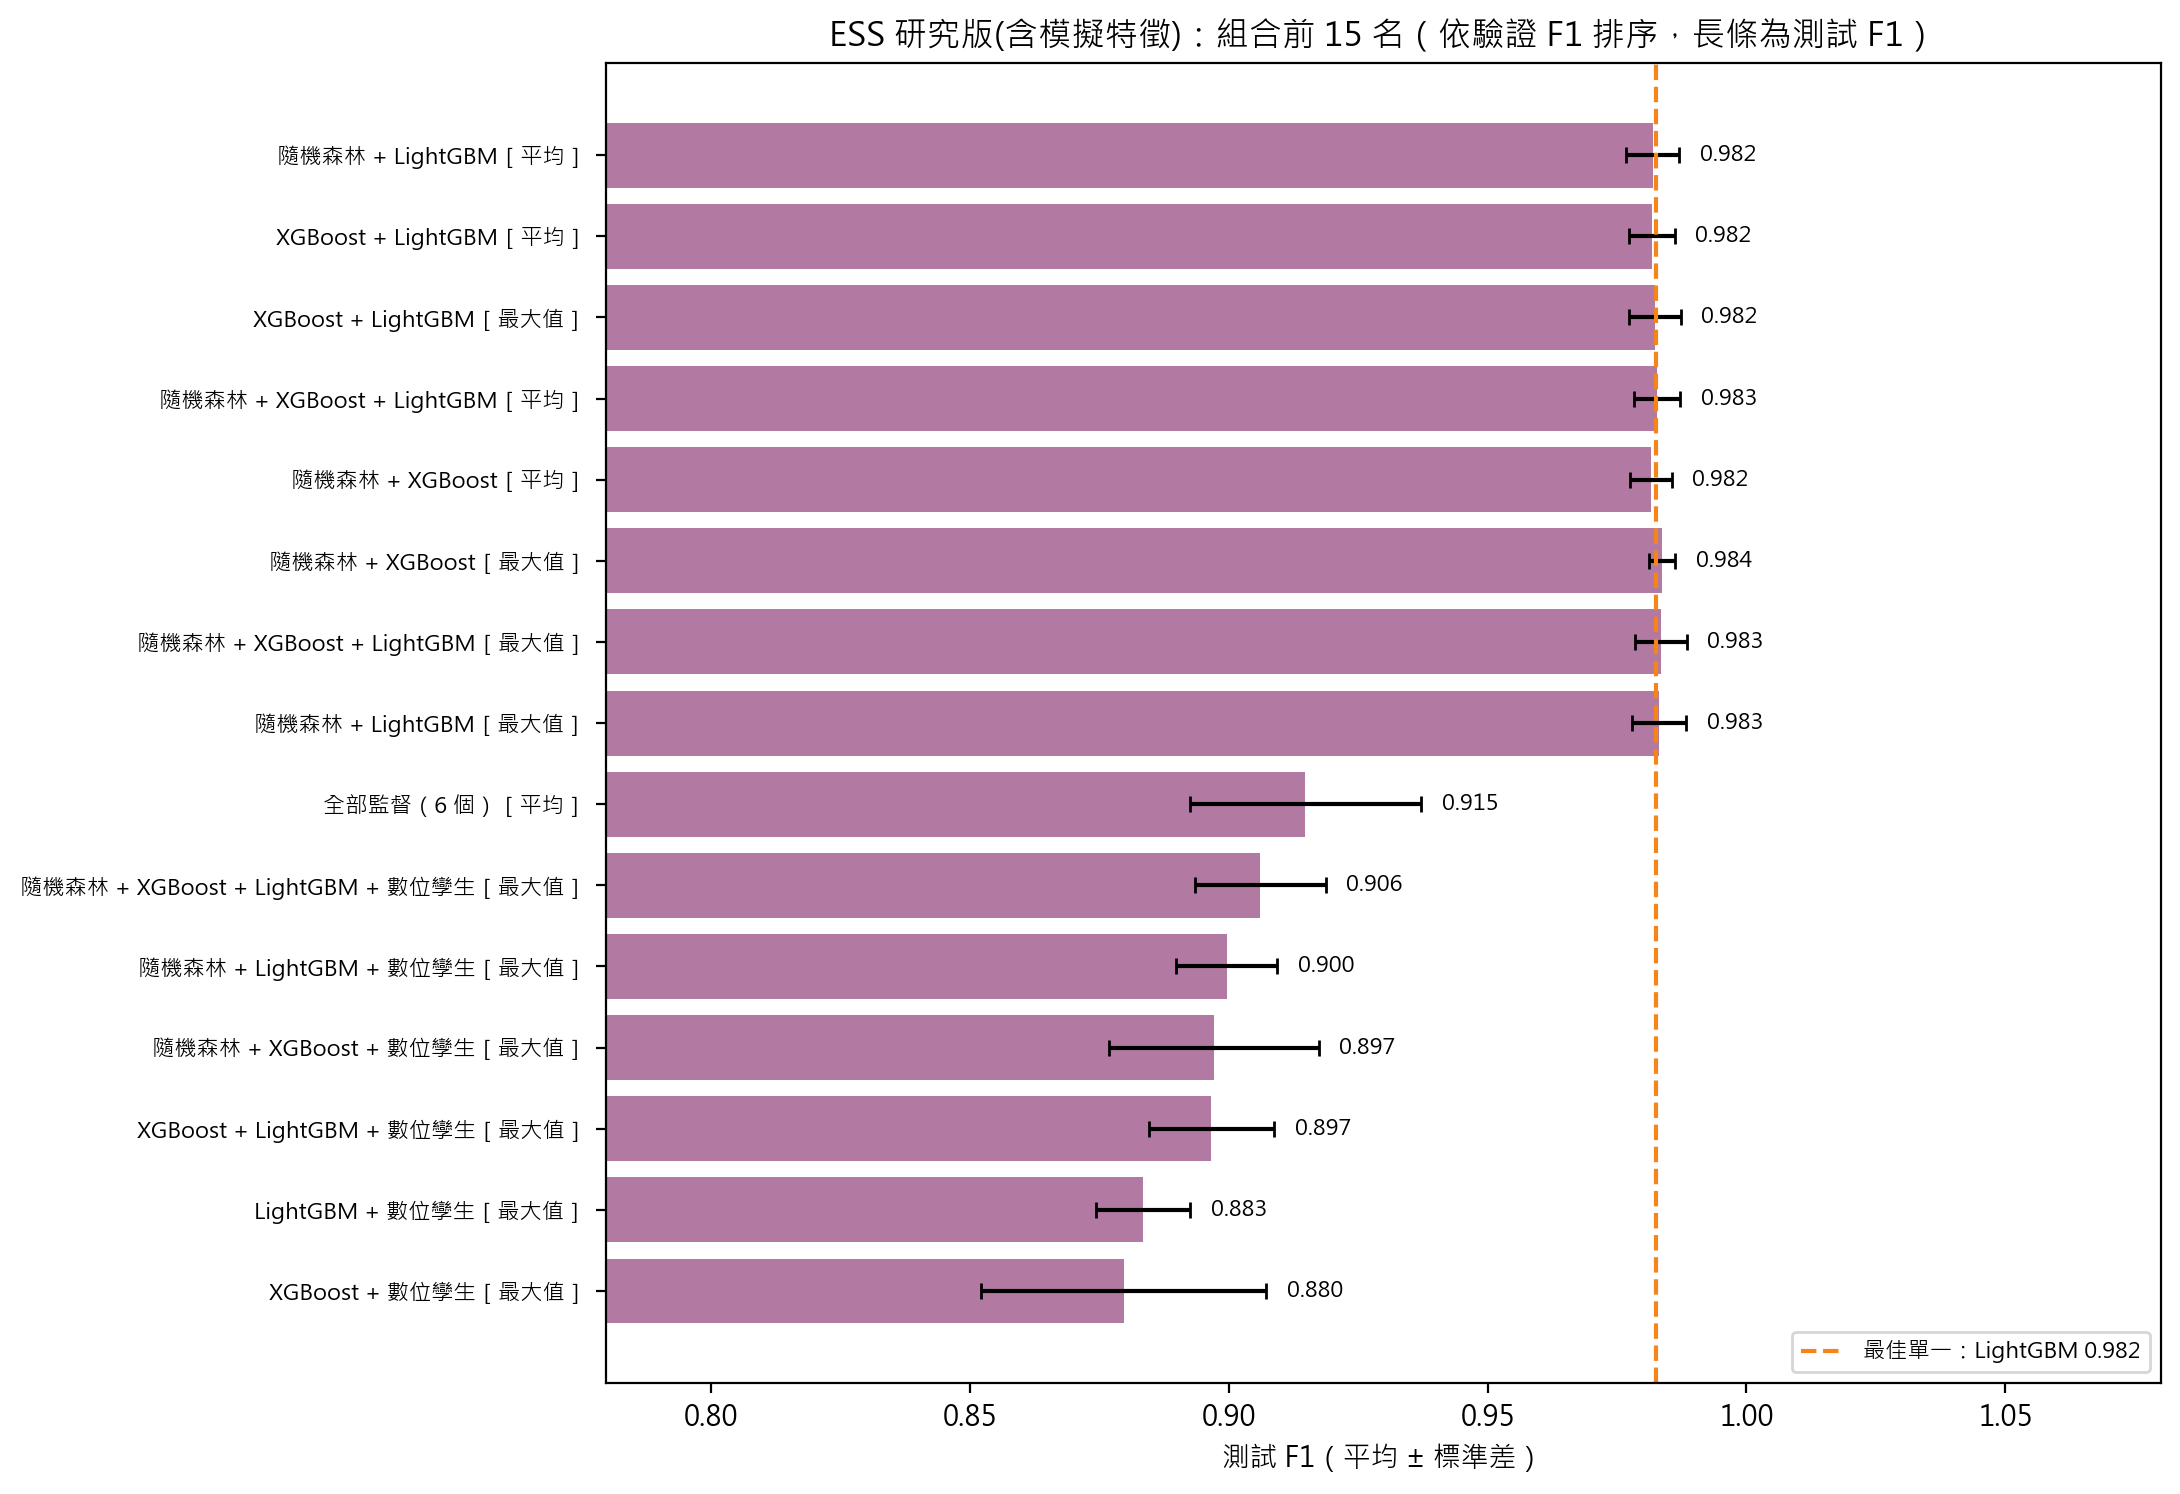 ESS 研究版(含模擬特徵)：組合前 15 名（依驗證 F1 排序，長條為測試 F1）
隨機森林 + LightGBM［平均］ 0.982
XGBoost + LightGBM［平均］ 0.982
XGBoost + LightGBM［最大值］ 0.982
隨機森林 + XGBoost + LightGBM［平均］ 0.983
隨機森林 + XGBoost［平均］ 0.982
隨機森林 + XGBoost［最大值］ 0.984
隨機森林 + XGBoost + LightGBM［最大值］ 0.983
隨機森林 + LightGBM［最大值］ 0.983
全部監督（6 個）［平均］ 0.915
隨機森林 + XGBoost + LightGBM + 數位孿生［最大值］ 0.906
隨機森林 + LightGBM + 數位孿生［最大值］ 0.900
隨機森林 + XGBoost + 數位孿生［最大值］ 0.897
XGBoost + LightGBM + 數位孿生［最大值］ 0.897
LightGBM + 數位孿生［最大值］ 0.883
XGBoost + 數位孿生［最大值］ 0.880
最佳單一：LightGBM 0.982
0.80 0.85 0.90 0.95 1.00 1.05
測試 F1（平均 ± 標準差）